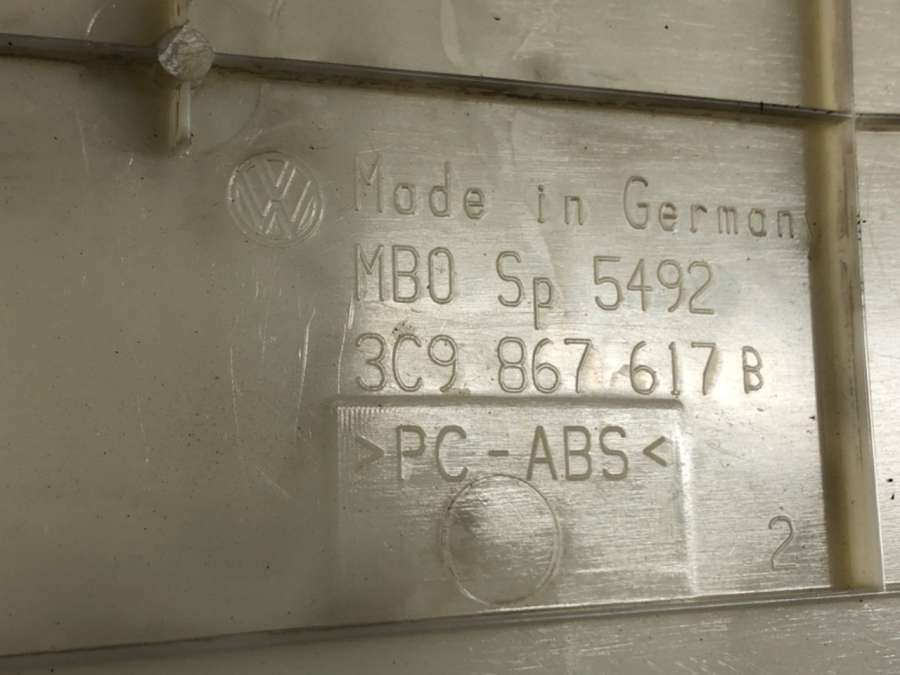 Made in Germany
MBO Sp 5492
3C9 867 617 B
>PC-ABS<
2